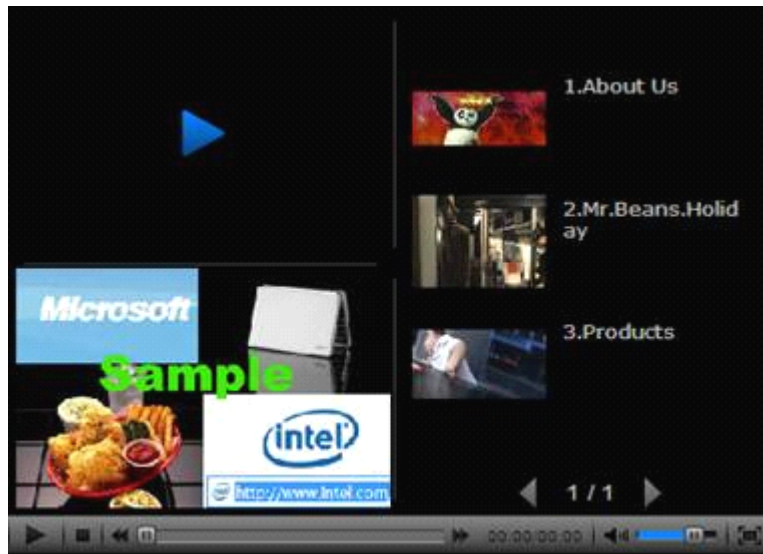 1.About Us
2.Mr.Beans.Holid
ay
3.Products
Microsoft
Sample
intel
http://www.Intel.com
1 / 1
00:00:00:00